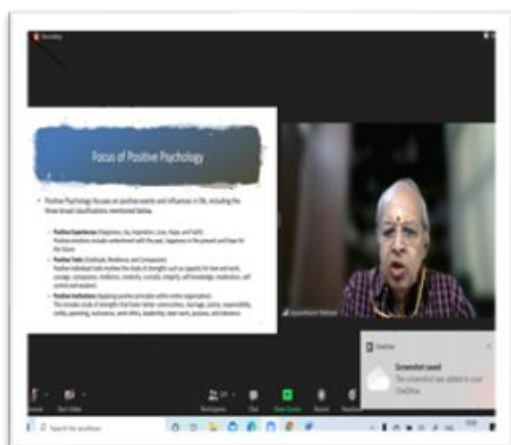 Recording
Focus of Positive Psychology
• Positive Psychology focuses on positive events and influences in life, including the
three broad classifications mentioned below.
– Positive Experiences (Happiness, Joy, Inspiration, Love, Hope, and Faith)
Positive emotions include contentment with the past, happiness in the present and hope for
the future
– Positive Traits (Gratitude, Resilience, and Compassion)
Positive individual traits involve the study of strengths such as capacity for love and work,
courage, compassion, resilience, creativity, curiosity, integrity, self-knowledge, moderation, self
control and wisdom.
– Positive Institutions (Applying positive principles within entire organization).
This includes study of strengths that foster better communities, marriage, justice, responsibility,
civility, parenting, nurturance, work ethics, leadership, team work, purpose, and tolerance
OneDrive
Screenshot saved
The screenshot was added to your
OneDrive.
Start Video
Participants
Chat
Share Screen
Record
Reactions